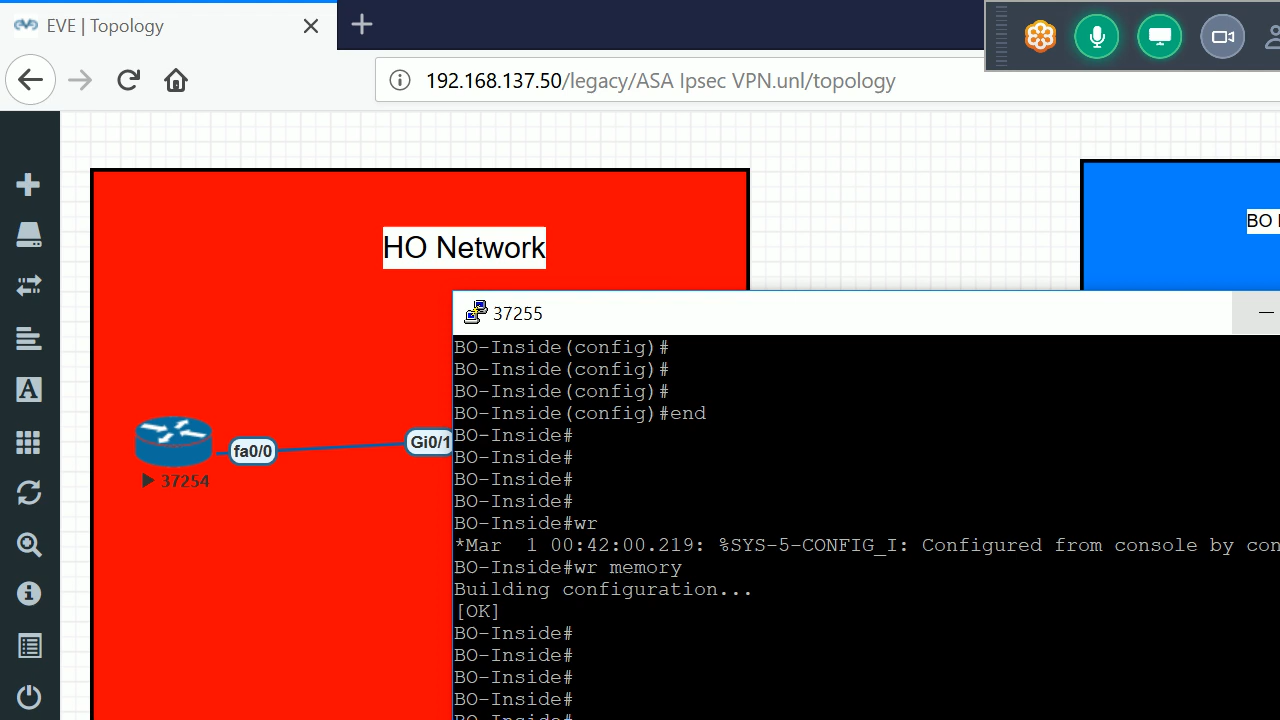 EVE | Topology
192.168.137.50/legacy/ASA Ipsec VPN.unl/topology
HO Network
BO
37255
fa0/0
Gi0/1
37254
A
BO-Inside(config)#
BO-Inside(config)#
BO-Inside(config)#
BO-Inside(config)#end
BO-Inside#
BO-Inside#
BO-Inside#
BO-Inside#
BO-Inside#wr
*Mar  1 00:42:00.219: %SYS-5-CONFIG_I: Configured from console by con
BO-Inside#wr memory
Building configuration...
[OK]
BO-Inside#
BO-Inside#
BO-Inside#
BO-Inside#
BO-Inside#